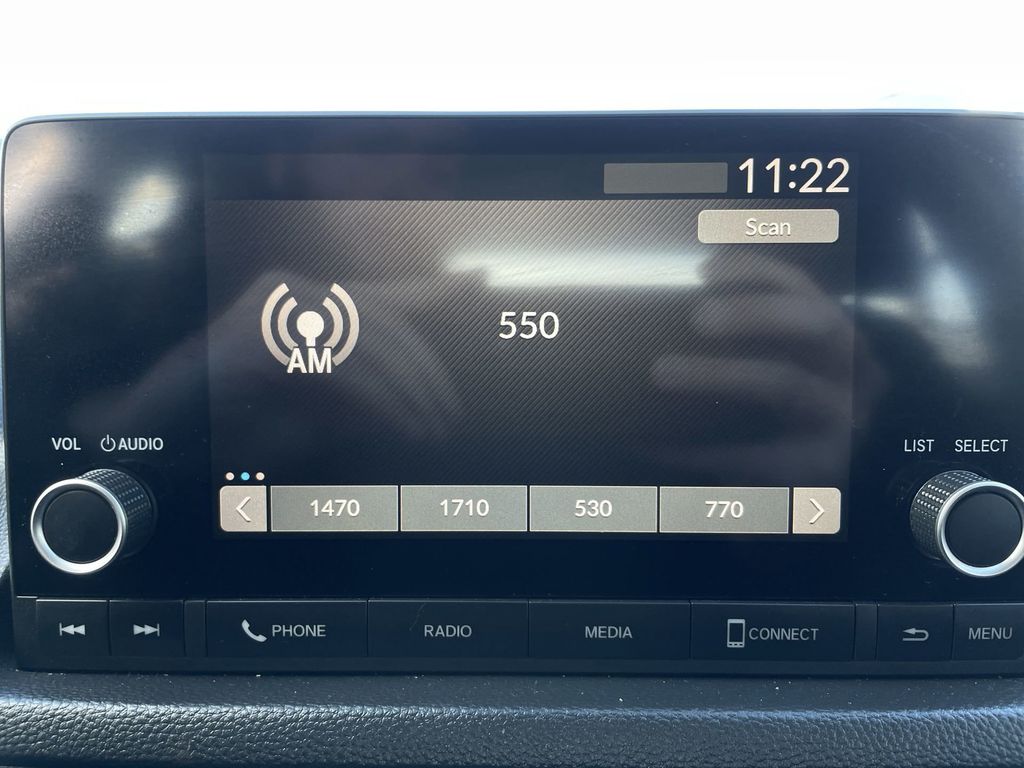 11:22
Scan
550
AM
VOL AUDIO
LIST SELECT
1470 1710 530 770
PHONE RADIO MEDIA CONNECT MENU